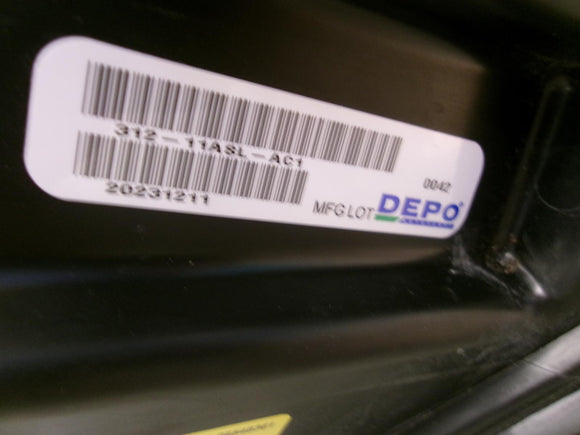 312-11ASL-AC1
0042
20231211
MFG LOT DEPO